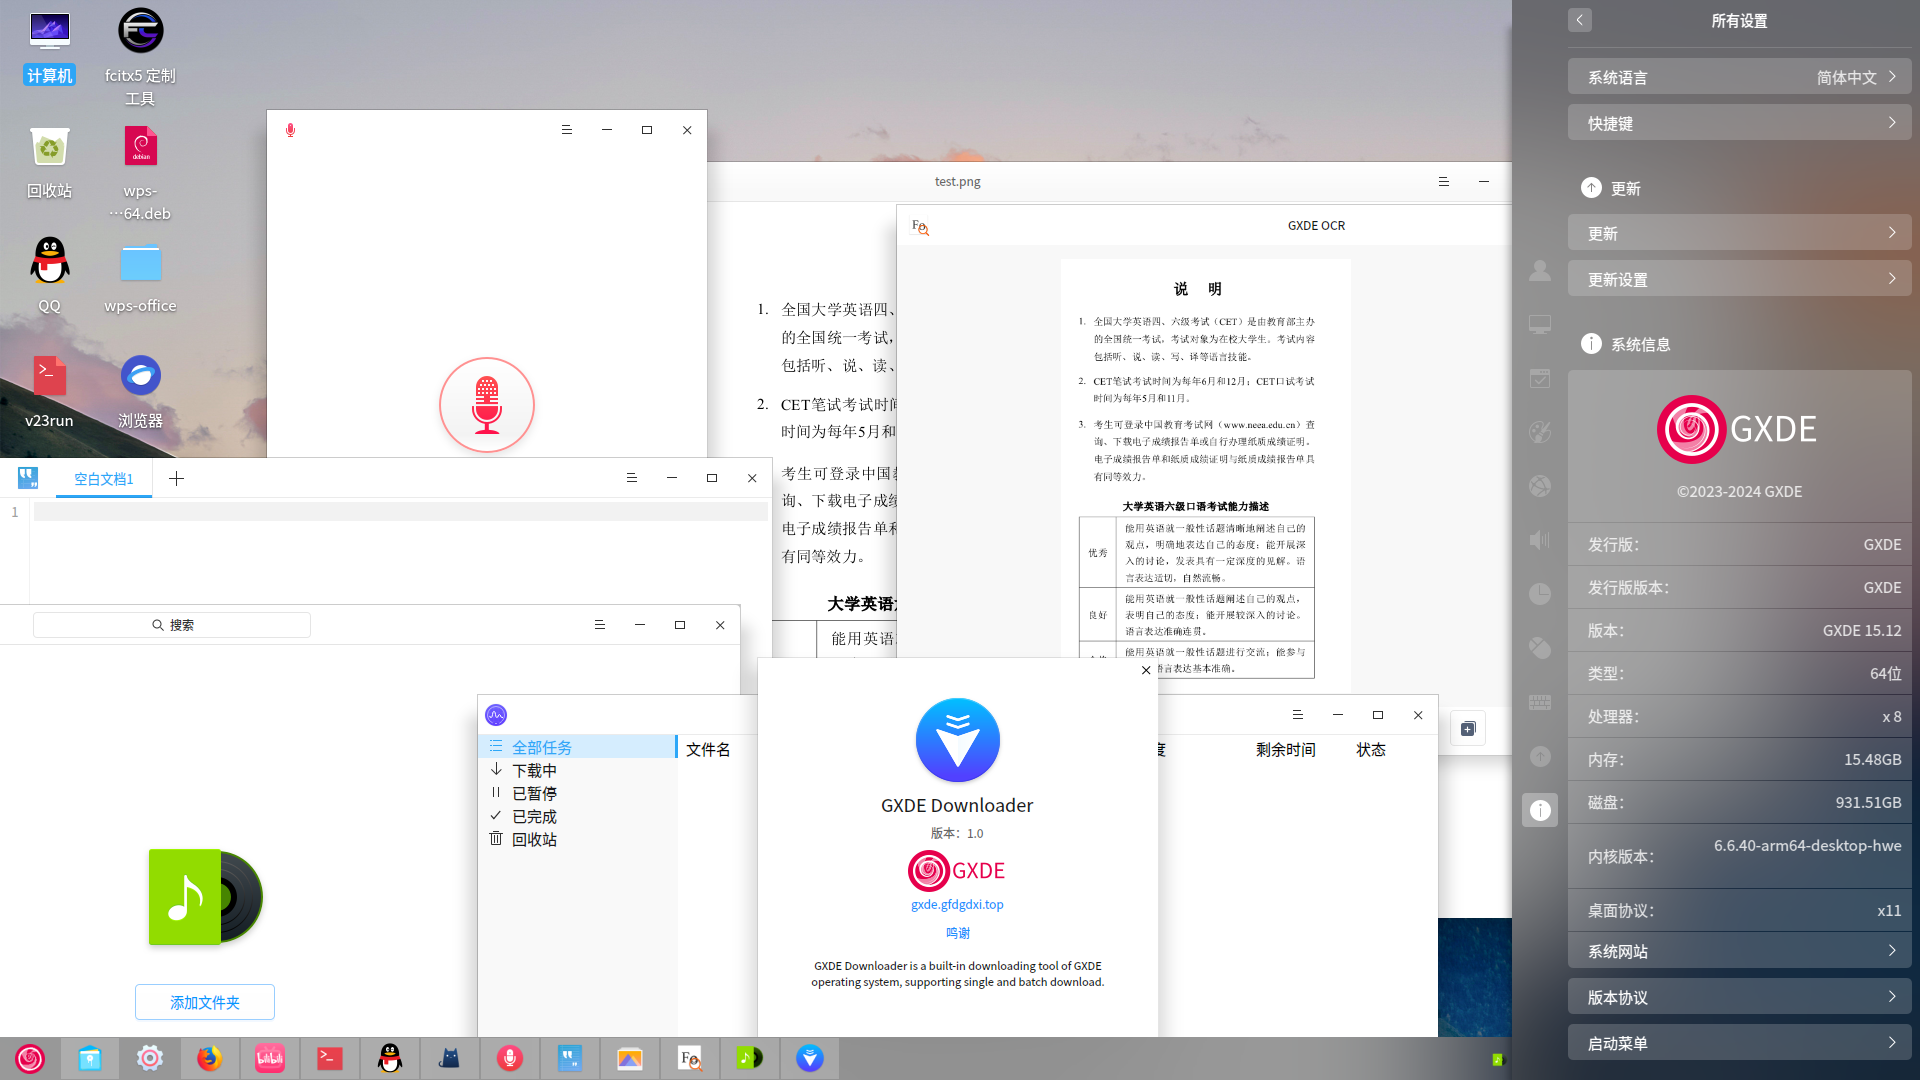 计算机
fcitx5 定制
工具
回收站
wps-
…64.deb
debian
QQ
wps-office
v23run
浏览器
test.png
1. 全国大学英语四、
的全国统一考试，
包括听、说、读、
2. CET笔试考试时间
时间为每年5月和
考生可登录中国
询、下载电子成绩
电子成绩报告单和
有同等效力。
大学英语
能用英语
GXDE OCR
说 明
1. 全国大学英语四、六级考试（CET）是由教育部主办
的全国统一考试，考试对象为在校大学生。考试内容
包括听、说、读、写、译等语言技能。
2. CET笔试考试时间为每年6月和12月；CET口试考试
时间为每年5月和11月。
3. 考生可登录中国教育考试网（www.neea.edu.cn）查
询、下载电子成绩报告单或自行办理纸质成绩证明。
电子成绩报告单和纸质成绩证明与纸质成绩报告单具
有同等效力。
大学英语六级口语考试能力描述
优秀
能用英语就一般性话题清晰地阐述自己的
观点，明确地表达自己的态度；能开展深
入的讨论，发表具有一定深度的见解。语
言表达适切，自然流畅。
良好
能用英语就一般性话题阐述自己的观点，
表明自己的态度；能开展较深入的讨论。
语言表达准确连贯。
能用英语就一般性话题进行交流；能参与
语言表达基本准确。
空白文档1
1
搜索
添加文件夹
全部任务
下载中
已暂停
已完成
回收站
文件名
度
剩余时间
状态
GXDE Downloader
版本：1.0
GXDE
gxde.gfdgdxi.top
鸣谢
GXDE Downloader is a built-in downloading tool of GXDE
operating system, supporting single and batch download.
所有设置
系统语言 简体中文
快捷键
更新
更新
更新设置
系统信息
GXDE
©2023-2024 GXDE
发行版： GXDE
发行版版本： GXDE
版本： GXDE 15.12
类型： 64位
处理器： x 8
内存： 15.48GB
磁盘： 931.51GB
内核版本： 6.6.40-arm64-desktop-hwe
桌面协议： x11
系统网站
版本协议
启动菜单
bilibili
Fo